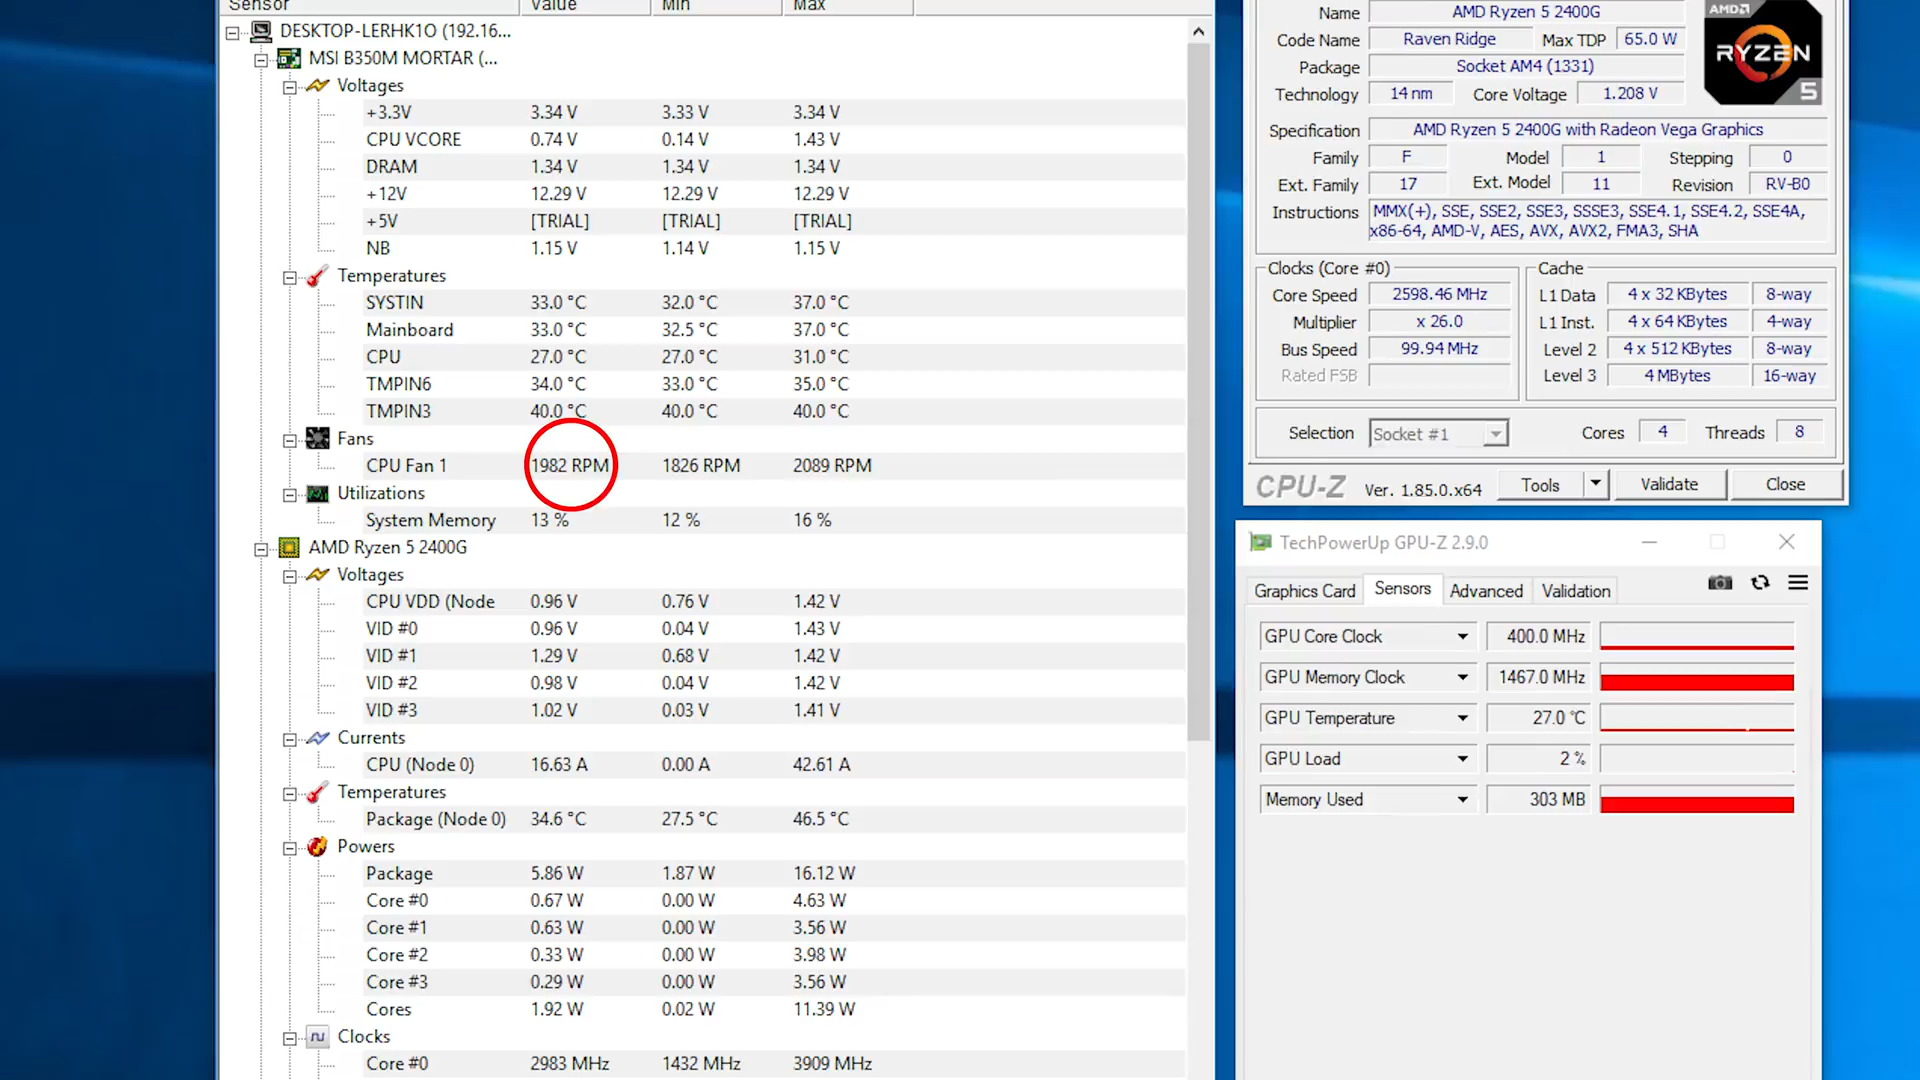 Sensor Value Min Max
DESKTOP-LERHK1O (192.16...
MSI B350M MORTAR (...
Voltages
+3.3V 3.34 V 3.33 V 3.34 V
CPU VCORE 0.74 V 0.14 V 1.43 V
DRAM 1.34 V 1.34 V 1.34 V
+12V 12.29 V 12.29 V 12.29 V
+5V [TRIAL] [TRIAL] [TRIAL]
NB 1.15 V 1.14 V 1.15 V
Temperatures
SYSTIN 33.0 °C 32.0 °C 37.0 °C
Mainboard 33.0 °C 32.5 °C 37.0 °C
CPU 27.0 °C 27.0 °C 31.0 °C
TMPIN6 34.0 °C 33.0 °C 35.0 °C
TMPIN3 40.0 °C 40.0 °C 40.0 °C
Fans
CPU Fan 1 1982 RPM 1826 RPM 2089 RPM
Utilizations
System Memory 13 % 12 % 16 %
AMD Ryzen 5 2400G
Voltages
CPU VDD (Node 0.96 V 0.76 V 1.42 V
VID #0 0.96 V 0.04 V 1.43 V
VID #1 1.29 V 0.68 V 1.42 V
VID #2 0.98 V 0.04 V 1.42 V
VID #3 1.02 V 0.03 V 1.41 V
Currents
CPU (Node 0) 16.63 A 0.00 A 42.61 A
Temperatures
Package (Node 0) 34.6 °C 27.5 °C 46.5 °C
Powers
Package 5.86 W 1.87 W 16.12 W
Core #0 0.67 W 0.00 W 4.63 W
Core #1 0.63 W 0.00 W 3.56 W
Core #2 0.33 W 0.00 W 3.98 W
Core #3 0.29 W 0.00 W 3.56 W
Cores 1.92 W 0.02 W 11.39 W
Clocks
Core #0 2983 MHz 1432 MHz 3909 MHz
Name AMD Ryzen 5 2400G
Code Name Raven Ridge Max TDP 65.0 W
Package Socket AM4 (1331)
Technology 14 nm Core Voltage 1.208 V
AMD
RYZEN
5
Specification AMD Ryzen 5 2400G with Radeon Vega Graphics
Family F Model 1 Stepping 0
Ext. Family 17 Ext. Model 11 Revision RV-B0
Instructions MMX(+), SSE, SSE2, SSE3, SSSE3, SSE4.1, SSE4.2, SSE4A,
x86-64, AMD-V, AES, AVX, AVX2, FMA3, SHA
Clocks (Core #0)
Core Speed 2598.46 MHz
Multiplier x 26.0
Bus Speed 99.94 MHz
Rated FSB
Cache
L1 Data 4 x 32 KBytes 8-way
L1 Inst. 4 x 64 KBytes 4-way
Level 2 4 x 512 KBytes 8-way
Level 3 4 MBytes 16-way
Selection Socket #1 Cores 4 Threads 8
CPU-Z Ver. 1.85.0.x64 Tools Validate Close
TechPowerUp GPU-Z 2.9.0
Graphics Card Sensors Advanced Validation
GPU Core Clock 400.0 MHz
GPU Memory Clock 1467.0 MHz
GPU Temperature 27.0 °C
GPU Load 2 %
Memory Used 303 MB